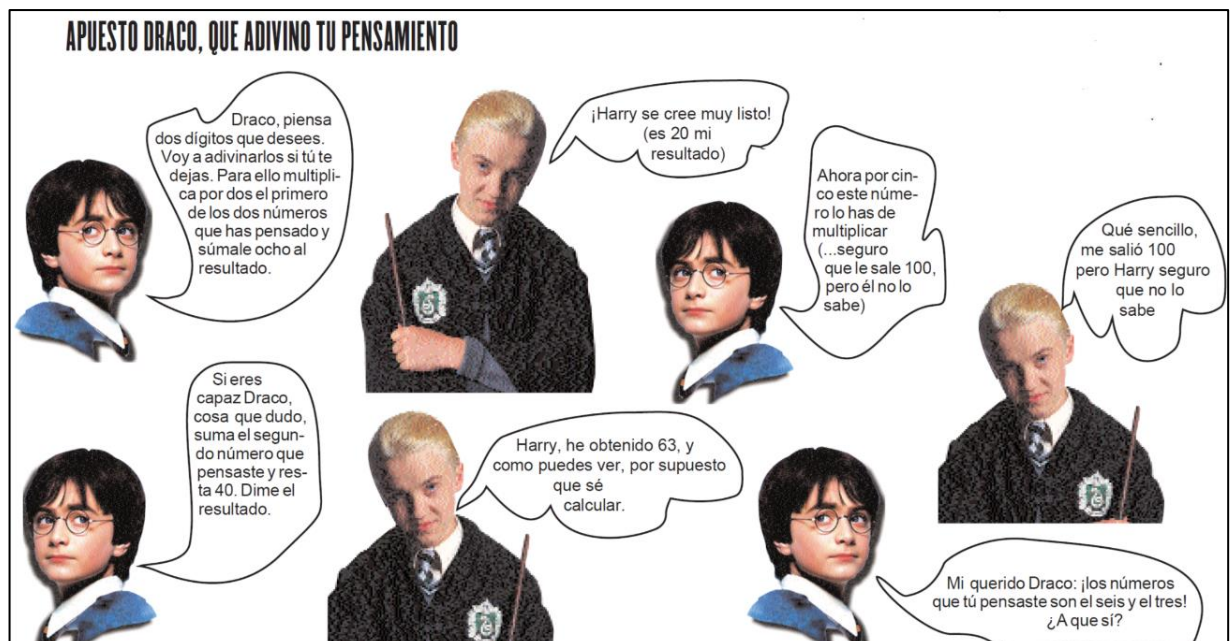 APUESTO DRACO, QUE ADIVINO TU PENSAMIENTO
Draco, piensa
dos dígitos que desees.
Voy a adivinarlos si tú te
dejas. Para ello multipli-
ca por dos el primero
de los dos números
que has pensado y
súmale ocho al
resultado.
¡Harry se cree muy listo!
(es 20 mi
resultado)
Ahora por cin-
co este núme-
ro lo has de
multiplicar
(...seguro
que le sale 100,
pero él no lo
sabe)
Qué sencillo,
me salió 100
pero Harry seguro
que no lo
sabe
Si eres
capaz Draco,
cosa que dudo,
suma el segun-
do número que
pensaste y res-
ta 40. Dime el
resultado.
Harry, he obtenido 63, y
como puedes ver, por supuesto
que sé
calcular.
Mi querido Draco: ¡los números
que tú pensaste son el seis y el tres!
¿A que sí?